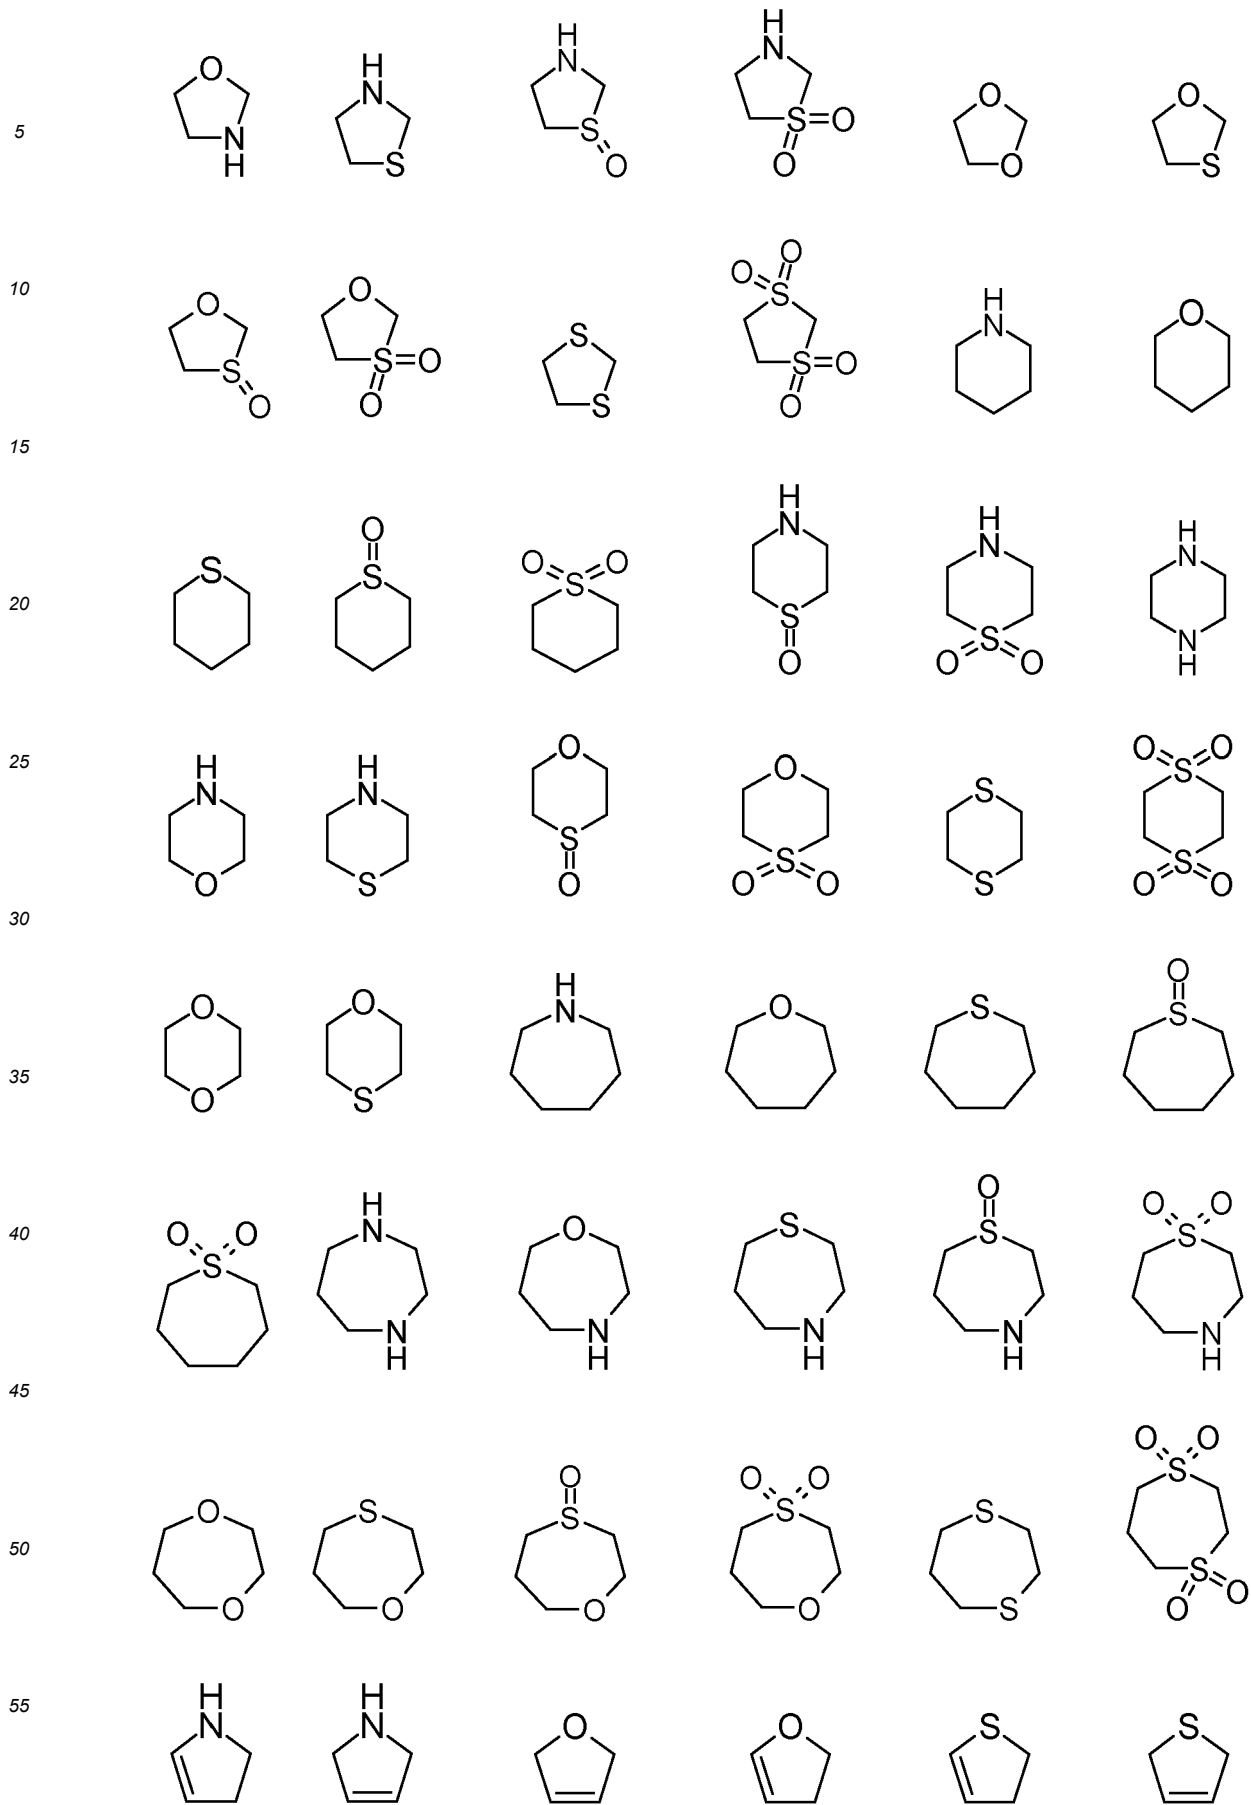 O N H
H N S
H N S O
H N S O O
O O
O S
5
O S O
O S O O
S S
O O S S O O
H N
O
10
15
S
O S
O O S
H N S O
H N S O O
H N N H
20
H N O
H N S
O S O
O S O O
S S
O O S S O O
25
30
O O
O S
H N
O
S
O S
35
O O S
H N N H
O N H
S N H
O S N H
O O S N H
40
45
O O
S O
O S O
O O S O
S S
O O S S O O
50
H N
H N
O
O
S
S
55